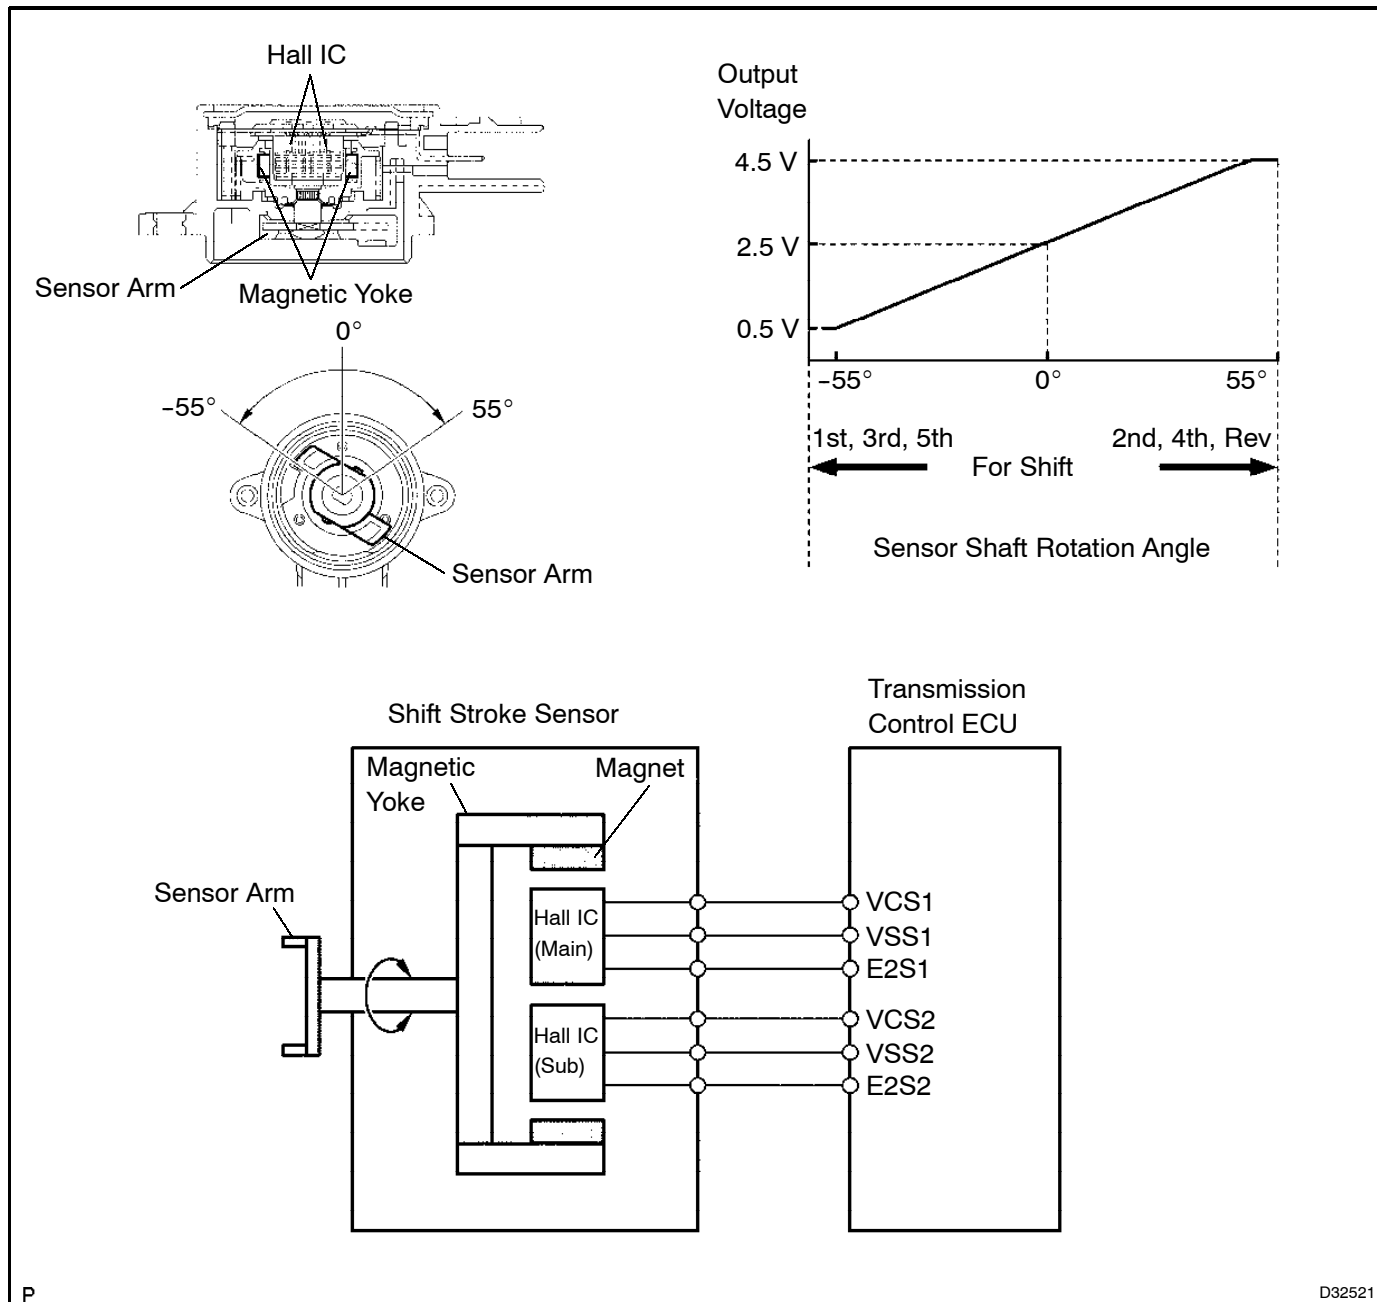 Hall IC
Sensor Arm
Magnetic Yoke
0°
-55°
55°
Sensor Arm
Output
Voltage
4.5 V
2.5 V
0.5 V
-55°
0°
55°
1st, 3rd, 5th
2nd, 4th, Rev
For Shift
Sensor Shaft Rotation Angle
Shift Stroke Sensor
Transmission
Control ECU
Magnetic
Yoke
Magnet
Sensor Arm
Hall IC
(Main)
VCS1
VSS1
E2S1
Hall IC
(Sub)
VCS2
VSS2
E2S2
P
D32521